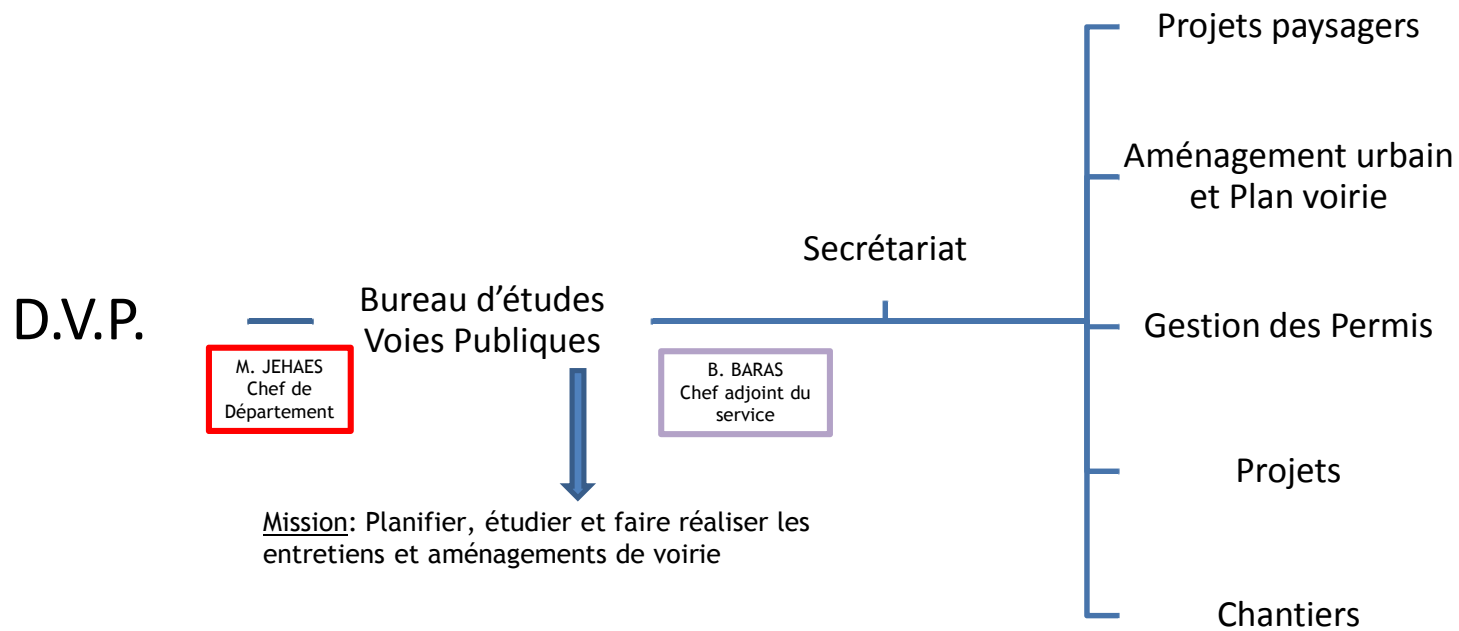 D.V.P.
Bureau d’études
Voies Publiques
M. JEHAES
Chef de
Département
B. BARAS
Chef adjoint du
service
Mission: Planifier, étudier et faire réaliser les
entretiens et aménagements de voirie
Secrétariat
Projets paysagers
Aménagement urbain
et Plan voirie
Gestion des Permis
Projets
Chantiers